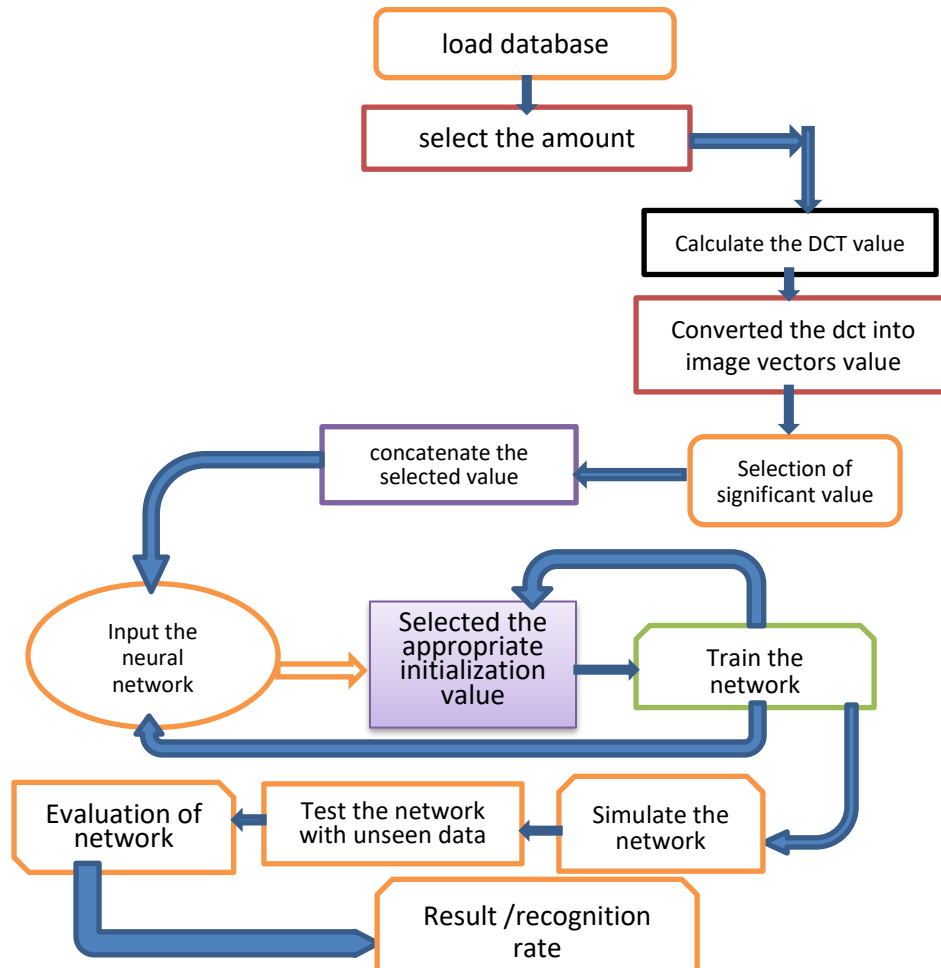 load database
select the amount
Calculate the DCT value
Converted the dct into
image vectors value
Selection of
significant value
concatenate the
selected value
Input the
neural
network
Selected the
appropriate
initialization
value
Train the
network
Simulate the
network
Test the network
with unseen data
Evaluation of
network
Result /recognition
rate